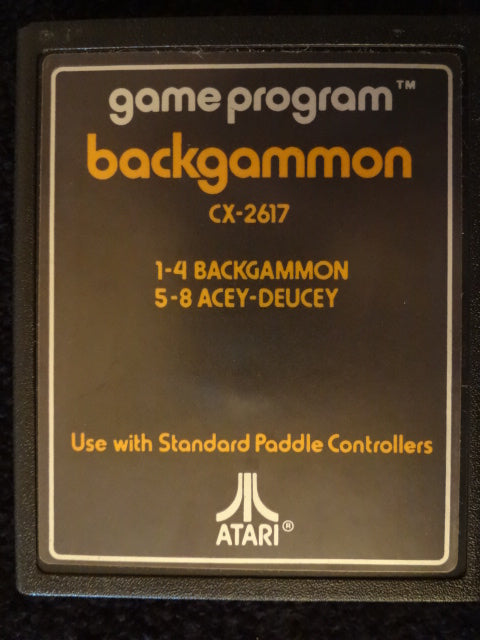 game program™
backgammon
CX-2617
1-4 BACKGAMMON
5-8 ACEY-DEUCEY
Use with Standard Paddle Controllers
ATARI®